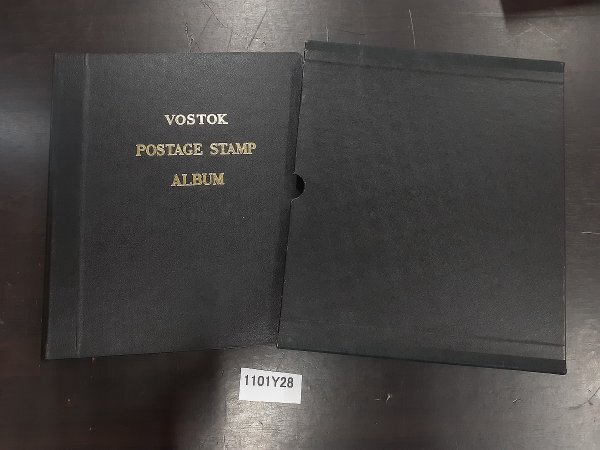 VOSTOK
POSTAGE STAMP
ALBUM
1101Y28